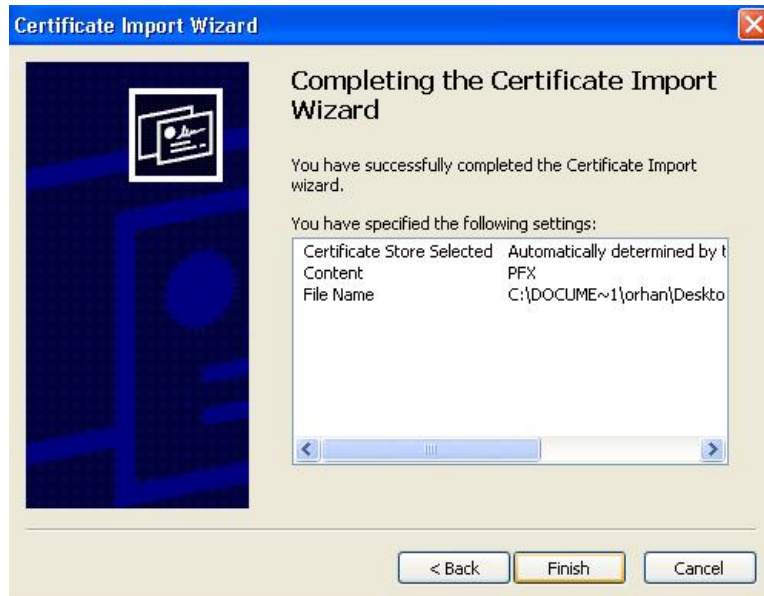 Certificate Import Wizard
Completing the Certificate Import
Wizard
You have successfully completed the Certificate Import
wizard.
You have specified the following settings:
Certificate Store Selected Automatically determined by t
Content PFX
File Name C:\DOCUME~1\orhan\Deskto
< Back Finish Cancel